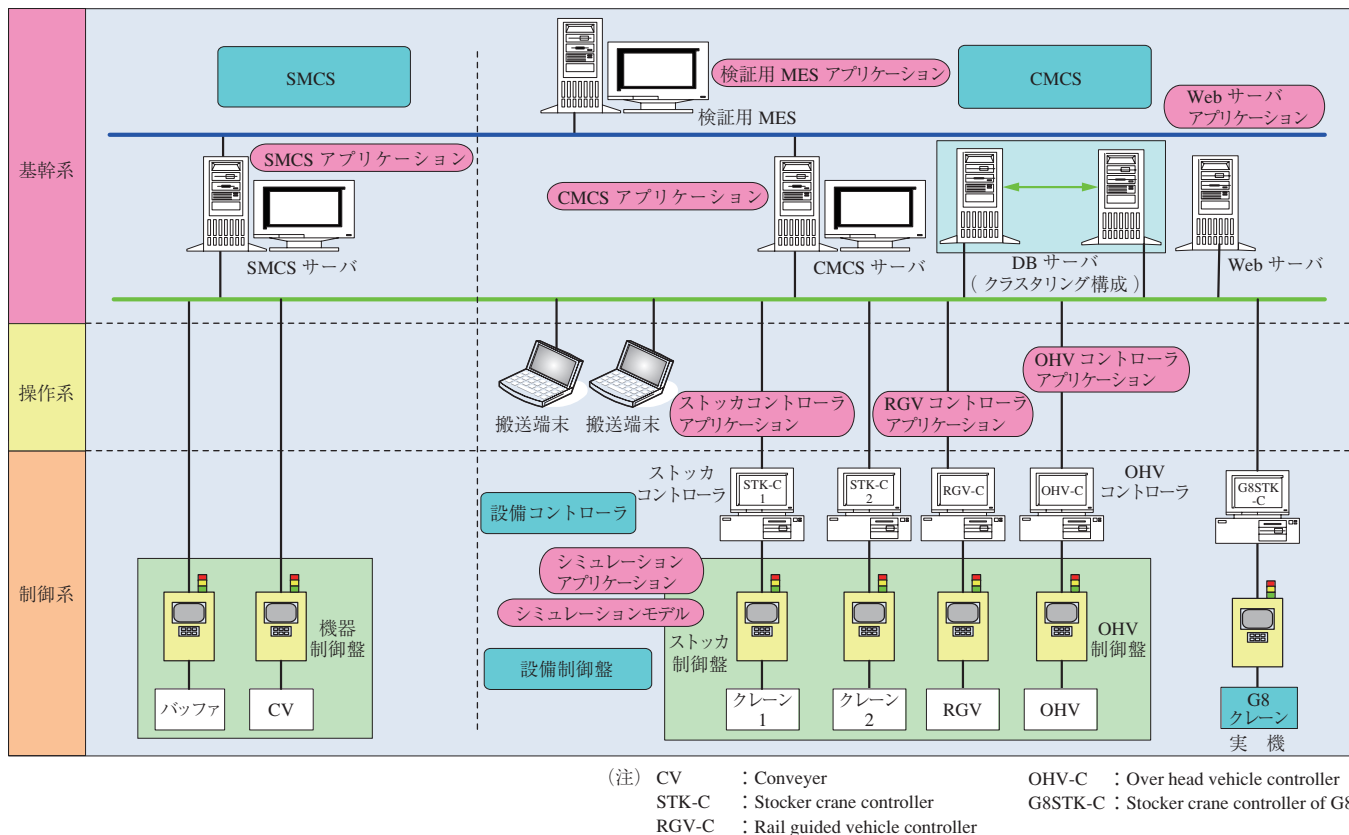 SMCS
検証用 MES アプリケーション
CMCS
Web サーバ
アプリケーション
検証用 MES
基幹系
SMCS アプリケーション
CMCS アプリケーション
SMCS サーバ
CMCS サーバ
DB サーバ
( クラスタリング構成 )
Web サーバ
操作系
搬送端末
搬送端末
ストッカコントローラ
アプリケーション
RGV コントローラ
アプリケーション
OHV コントローラ
アプリケーション
制御系
設備コントローラ
ストッカ
コントローラ
STK-C
1
STK-C
2
RGV-C
OHV-C
OHV
コントローラ
G8STK
-C
シミュレーション
アプリケーション
シミュレーションモデル
機器
制御盤
ストッカ
制御盤
OHV
制御盤
設備制御盤
バッファ
CV
クレーン
1
クレーン
2
RGV
OHV
G8
クレーン
実 機
(注) CV : Conveyer
STK-C : Stocker crane controller
RGV-C : Rail guided vehicle controller
OHV-C : Over head vehicle controller
G8STK-C : Stocker crane controller of G8